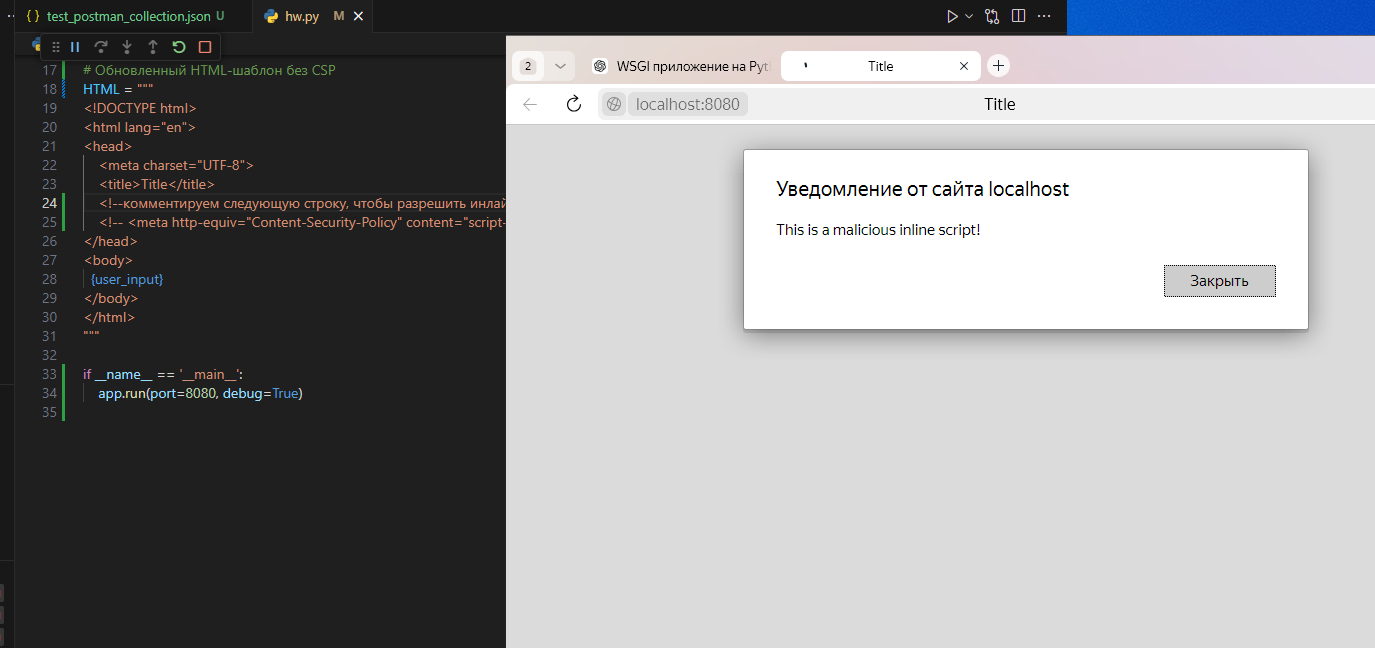 {} test_postman_collection.json U
hw.py M
17 # Обновленный HTML-шаблон без CSP
18 HTML = """
19 <!DOCTYPE html>
20 <html lang="en">
21 <head>
22 <meta charset="UTF-8">
23 <title>Title</title>
24 <!--комментируем следующую строку, чтобы разрешить инлай
25 <!-- <meta http-equiv="Content-Security-Policy" content="script-
26 </head>
27 <body>
28 {user_input}
29 </body>
30 </html>
31 """
32
33 if __name__ == '__main__':
34 app.run(port=8080, debug=True)
35
2
WSGI приложение на Pyt
Title
localhost:8080
Title
Уведомление от сайта localhost
This is a malicious inline script!
Закрыть